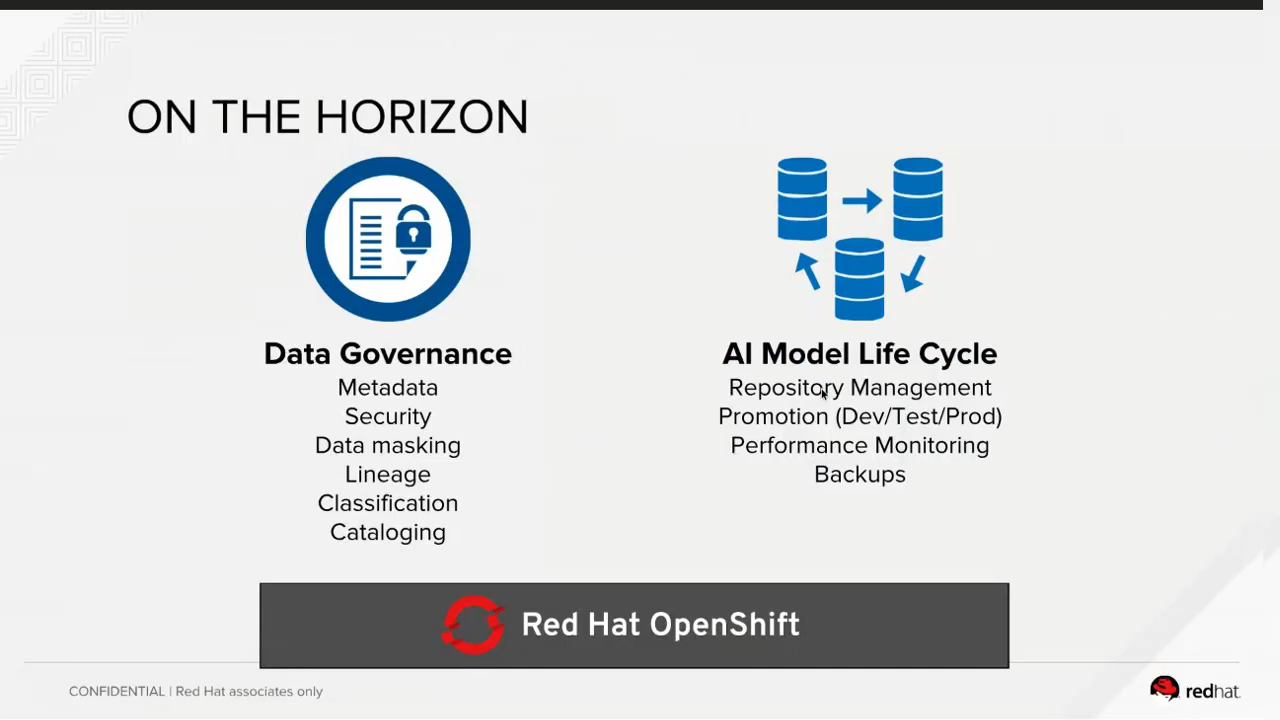 ON THE HORIZON
Data Governance
Metadata
Security
Data masking
Lineage
Classification
Cataloging
AI Model Life Cycle
Repository Management
Promotion (Dev/Test/Prod)
Performance Monitoring
Backups
Red Hat OpenShift
CONFIDENTIAL | Red Hat associates only
redhat.